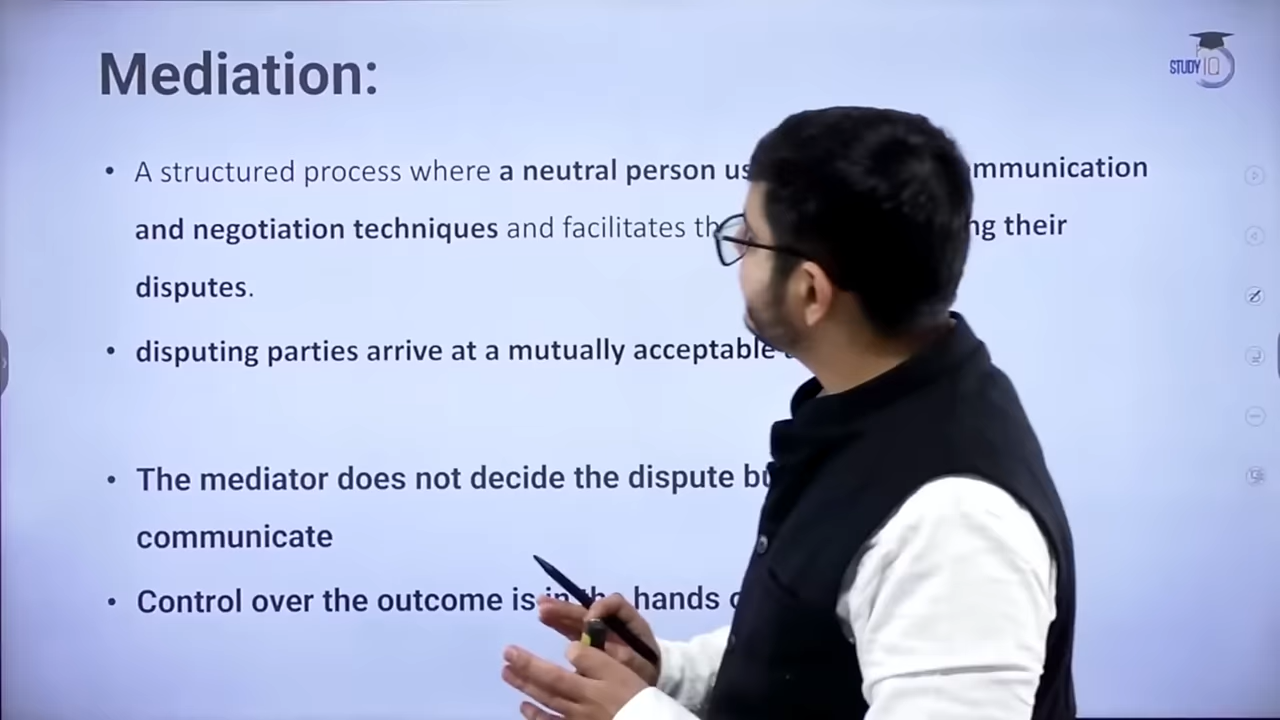 Mediation:
STUDY IQ
• A structured process where a neutral person us mmunication
and negotiation techniques and facilitates th ng their
disputes.
• disputing parties arrive at a mutually acceptable
• The mediator does not decide the dispute b
communicate
• Control over the outcome is in the hands